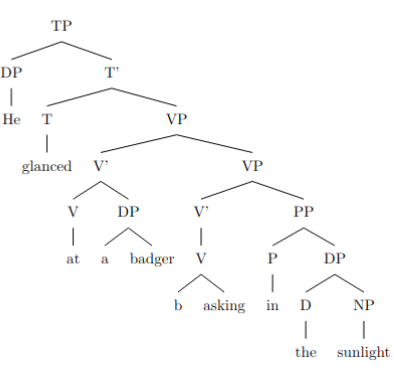 TP
DP T'
He T VP
glanced V' VP
V DP V' PP
at a badger V P DP
b asking in D NP
the sunlight